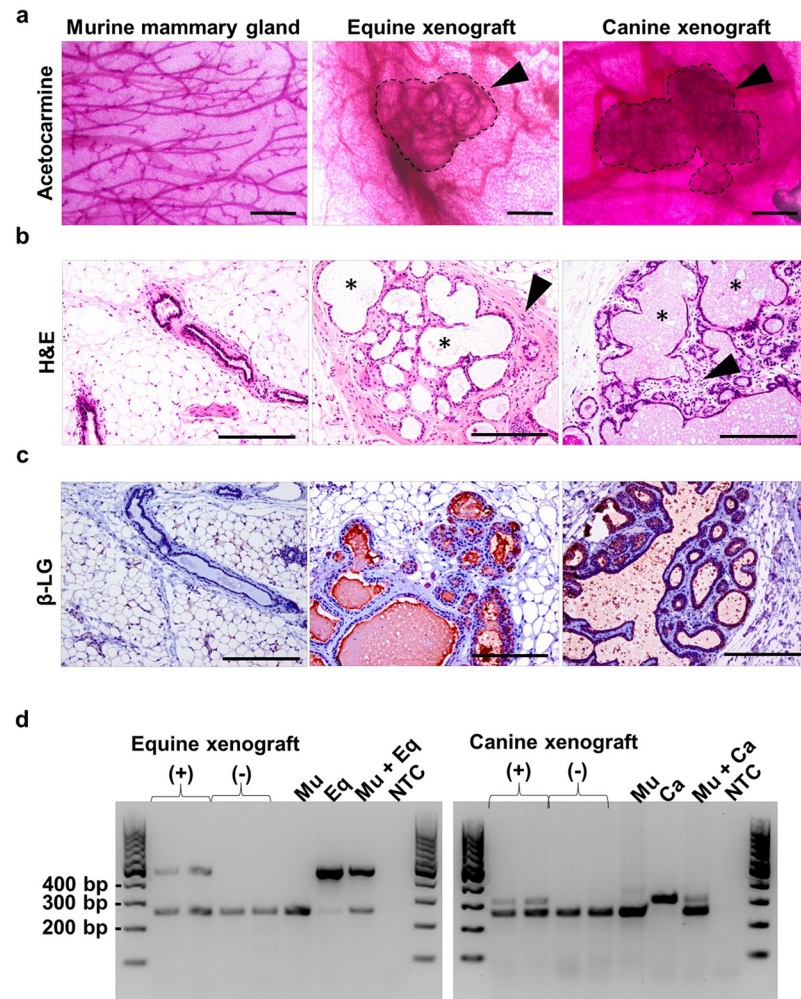 a
Murine mammary gland
Equine xenograft
Canine xenograft
Acetocarmine
b
H&E
*
*
*
*
c
β-LG
d
Equine xenograft
(+)
(-)
Mu
Eq
Mu + Eq
NTC
Canine xenograft
(+)
(-)
Mu
Ca
Mu + Ca
NTC
400 bp
300 bp
200 bp